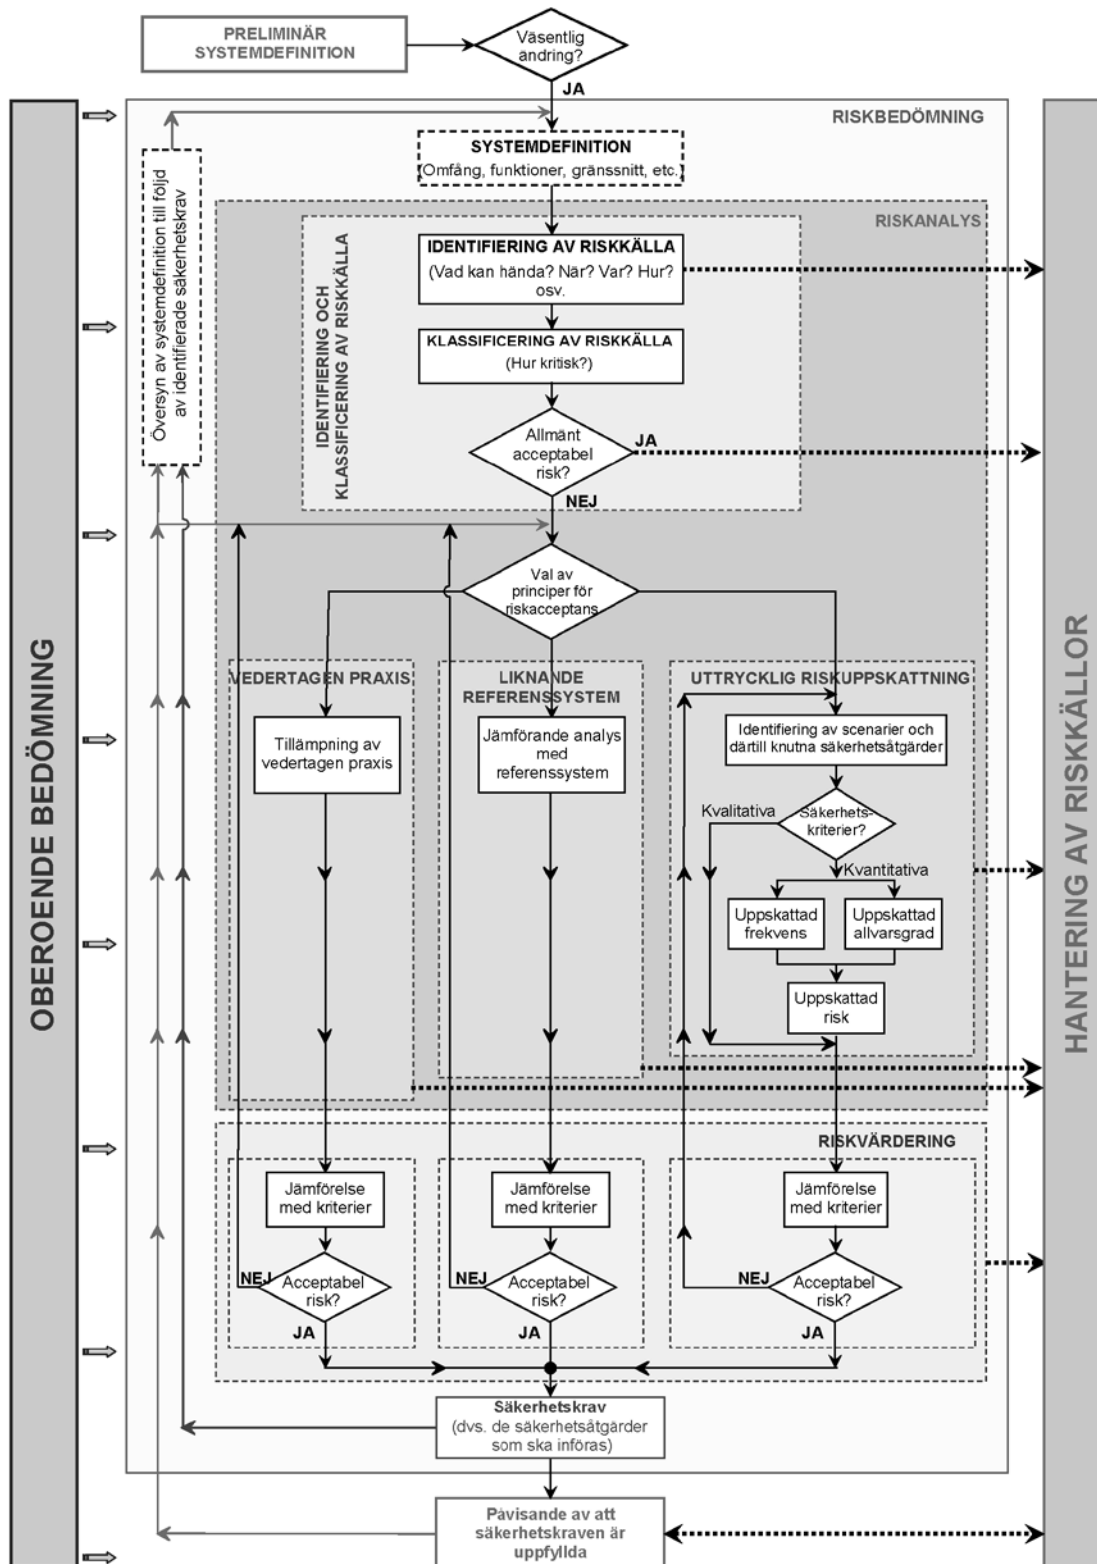 PRELIMINÄR
SYSTEMDEFINITION
Väsentlig
ändring?
JA
RISKBEDÖMNING
SYSTEMDEFINITION
(Omfång, funktioner, gränssnitt, etc.)
Översyn av systemdefinition till följd
av identifierade säkerhetskrav
RISKANALYS
IDENTIFIERING OCH
KLASSIFICERING AV RISKKÄLLA
IDENTIFIERING AV RISKKÄLLA
(Vad kan hända? När? Var? Hur?
osv.
KLASSIFICERING AV RISKKÄLLA
(Hur kritisk?)
Allmänt
acceptabel
risk?
JA
NEJ
Val av
principer för
riskacceptans
VEDERTAGEN PRAXIS
LIKNANDE
REFERENSSYSTEM
UTTRYCKLIG RISKUPPSKATTNING
Tillämpning av
vedertagen praxis
Jämförande analys
med
referenssystem
Identifiering av scenarier och
därtill knutna säkerhetsåtgärder
Kvalitativa
Säkerhets-
kriterier?
Kvantitativa
Uppskattad
frekvens
Uppskattad
allvarsgrad
Uppskattad
risk
OBEROENDE BEDÖMNING
HANTERING AV RISKKÄLLOR
RISKVÄRDERING
Jämförelse
med kriterier
Jämförelse
med kriterier
Jämförelse
med kriterier
NEJ
Acceptabel
risk?
NEJ
Acceptabel
risk?
NEJ
Acceptabel
risk?
JA
JA
JA
Säkerhetskrav
(dvs. de säkerhetsåtgärder
som ska införas)
Påvisande av att
säkerhetskraven är
uppfyllda